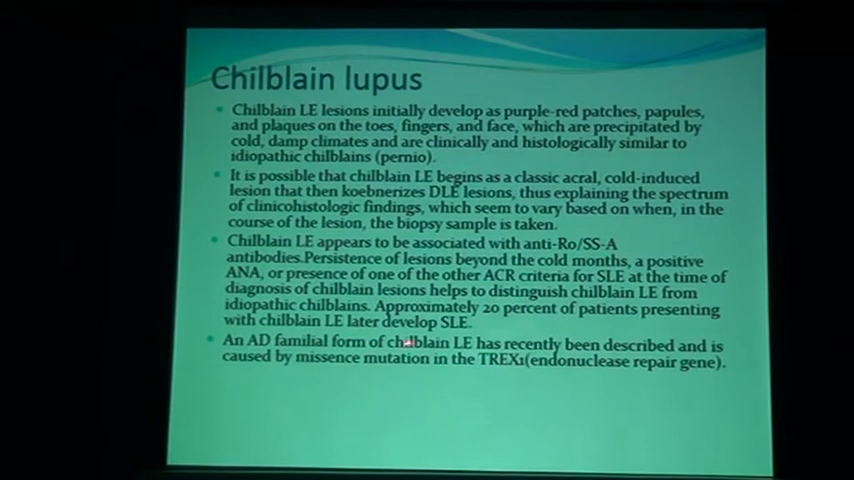 Chilblain lupus
Chilblain LE lesions initially develop as purple-red patches, papules,
and plaques on the toes, fingers, and face, which are precipitated by
cold, damp climates and are clinically and histologically similar to
idiopathic chilblains (pernio).
It is possible that chilblain LE begins as a classic acral, cold-induced
lesion that then koebnerizes DLE lesions, thus explaining the spectrum
of clinicohistologic findings, which seem to vary based on when, in the
course of the lesion, the biopsy sample is taken.
Chilblain LE appears to be associated with anti-Ro/SS-A
antibodies.Persistence of lesions beyond the cold months, a positive
ANA, or presence of one of the other ACR criteria for SLE at the time of
diagnosis of chilblain lesions helps to distinguish chilblain LE from
idiopathic chilblains. Approximately 20 percent of patients presenting
with chilblain LE later develop SLE.
An AD familial form of chilblain LE has recently been described and is
caused by missence mutation in the TREX1(endonuclease repair gene).